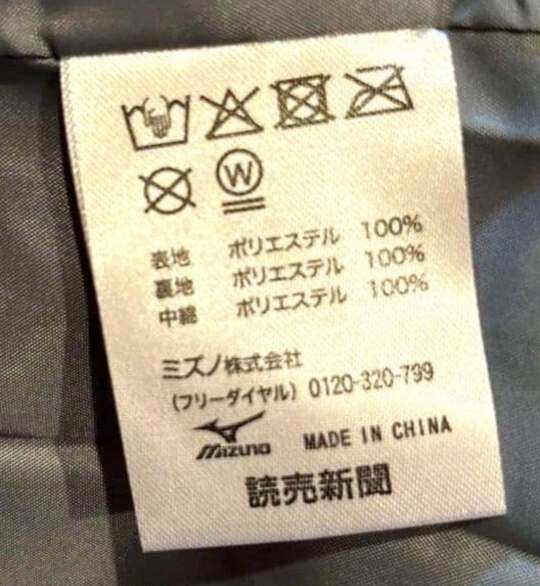 W
表地 ポリエステル 100%
裏地 ポリエステル 100%
中綿 ポリエステル 100%
ミズノ株式会社
(フリーダイヤル) 0120-320-799
Mizuno MADE IN CHINA
読売新聞